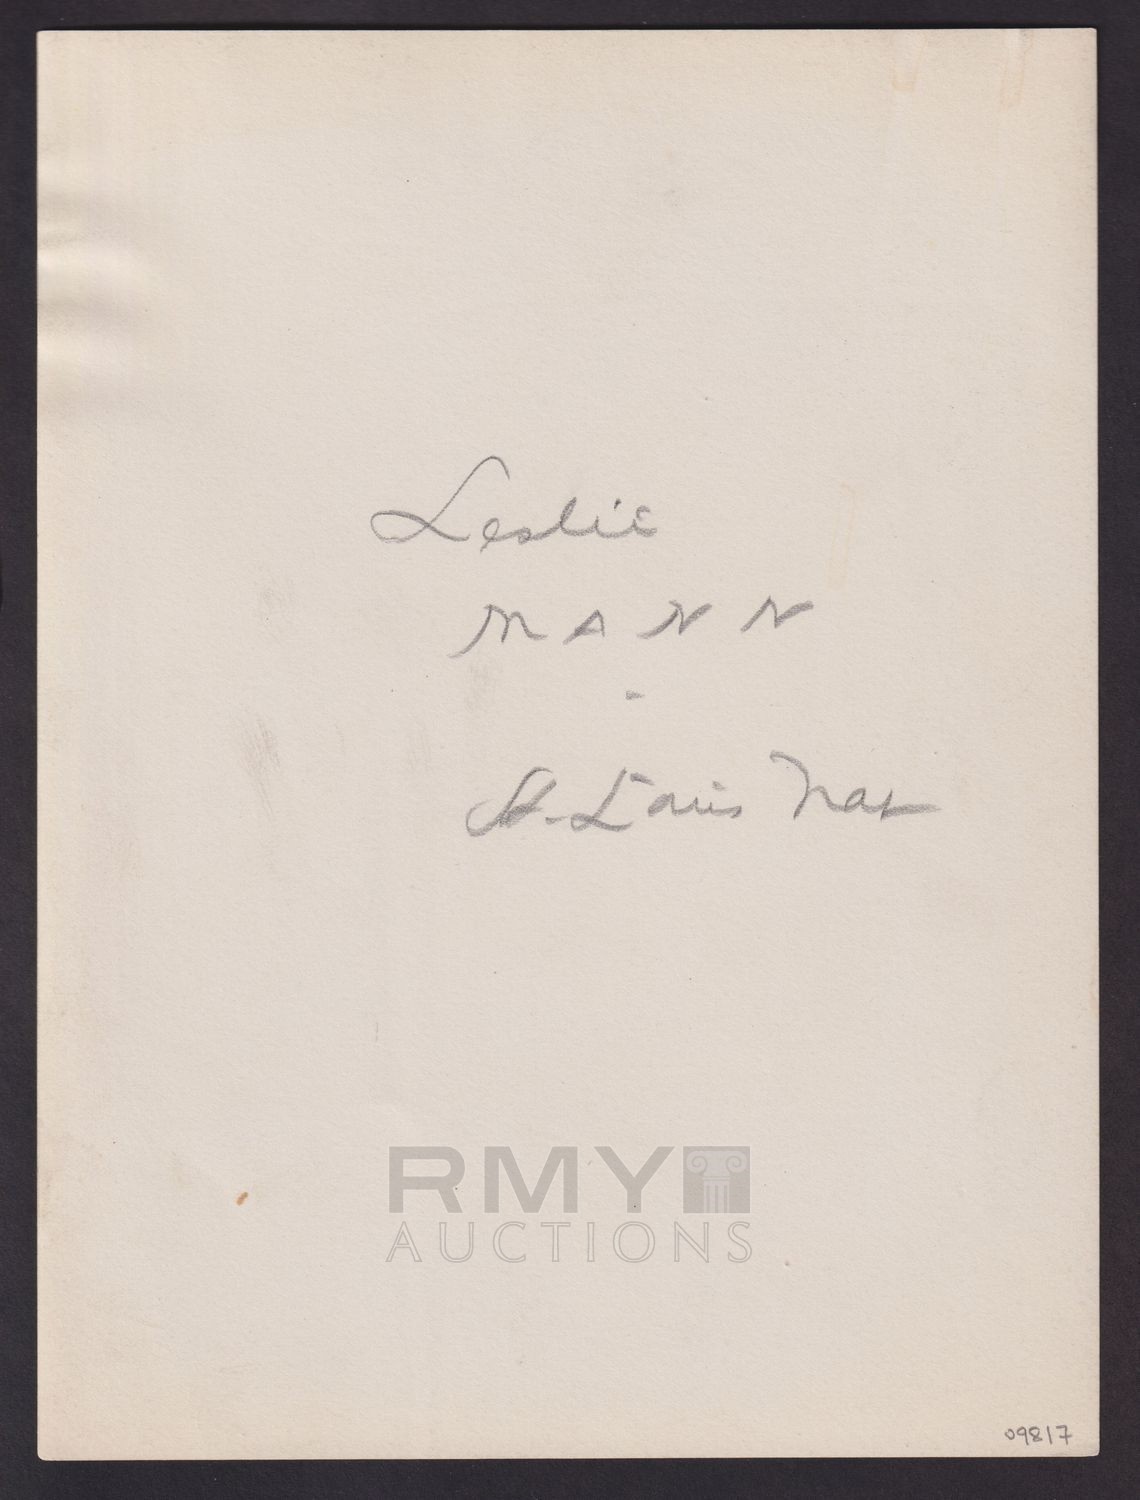 Leslie
MANN
-
St. Louis Nat
RMY
AUCTIONS
09817